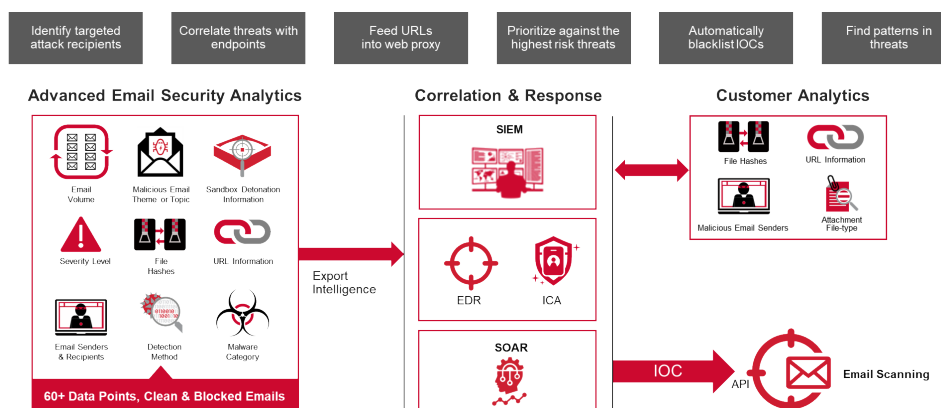 Identify targeted
attack recipients
Correlate threats with
endpoints
Feed URLs
into web proxy
Prioritize against the
highest risk threats
Automatically
blacklist IOCs
Find patterns in
threats
Advanced Email Security Analytics
Email
Volume
Malicious Email
Theme or Topic
Sandbox Detonation
Information
Severity Level
File
Hashes
URL Information
Email Senders
& Recipients
0110010
1001 110
Detection
Method
Malware
Category
60+ Data Points, Clean & Blocked Emails
Export
Intelligence
Correlation & Response
SIEM
EDR
ICA
SOAR
Customer Analytics
File Hashes
URL Information
Malicious Email Senders
Attachment
File-type
IOC
API
Email Scanning